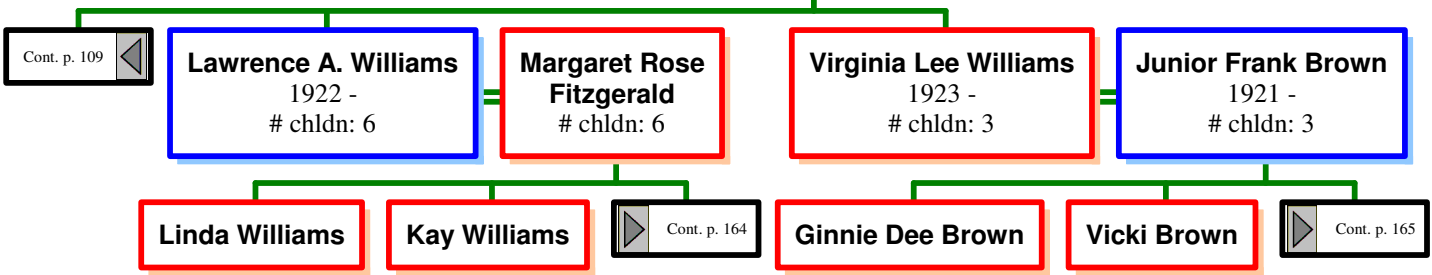 Cont. p. 109
Lawrence A. Williams
1922 -
# chldn: 6
Margaret Rose
Fitzgerald
# chldn: 6
Virginia Lee Williams
1923 -
# chldn: 3
Junior Frank Brown
1921 -
# chldn: 3
Linda Williams
Kay Williams
Cont. p. 164
Ginnie Dee Brown
Vicki Brown
Cont. p. 165